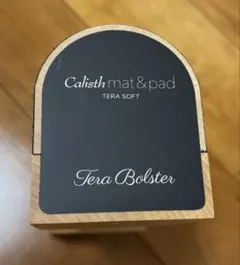 Calisth mat&pad
TERA SOFT
Tera Bolster